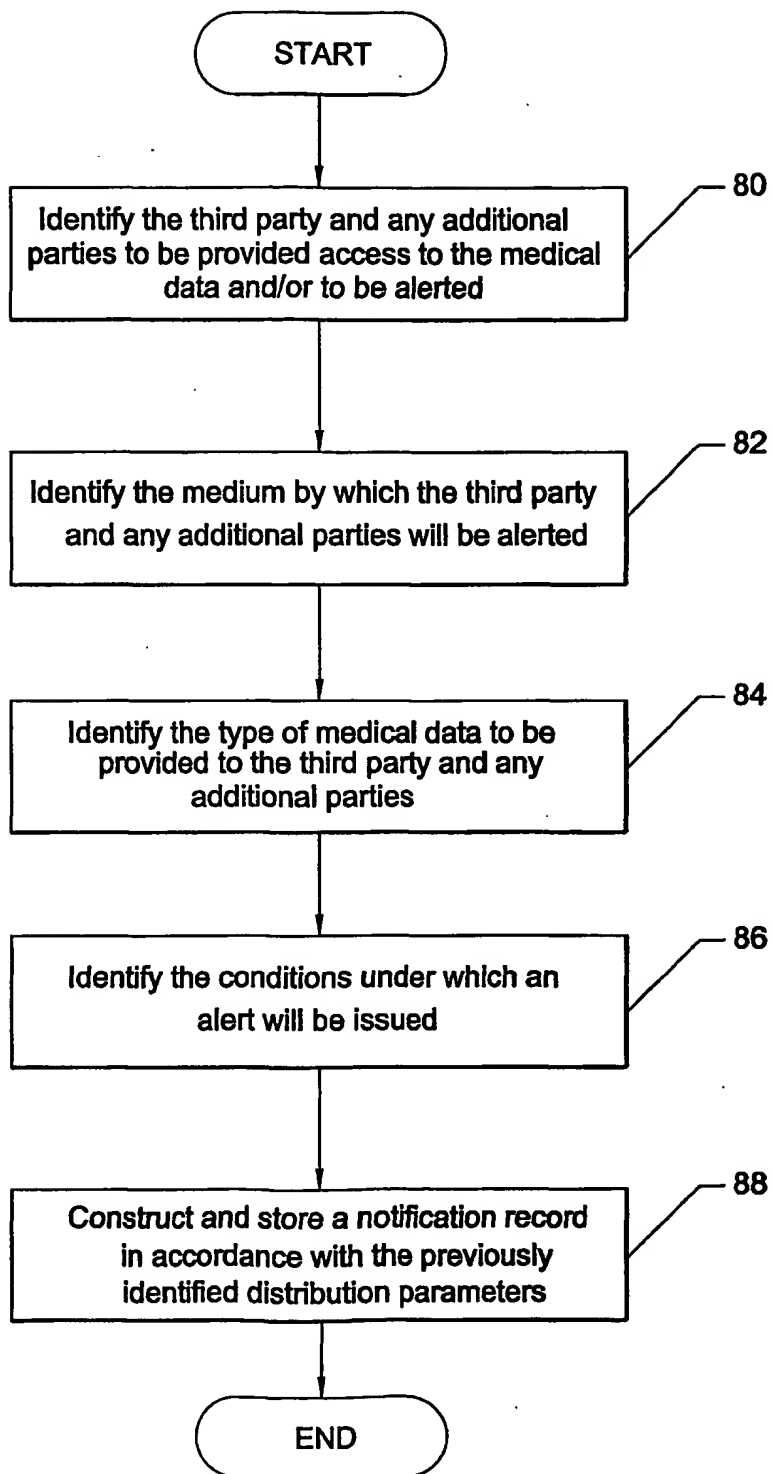 START
80
Identify the third party and any additional
parties to be provided access to the medical
data and/or to be alerted
82
Identify the medium by which the third party
and any additional parties will be alerted
84
Identify the type of medical data to be
provided to the third party and any
additional parties
86
Identify the conditions under which an
alert will be issued
88
Construct and store a notification record
in accordance with the previously
identified distribution parameters
END